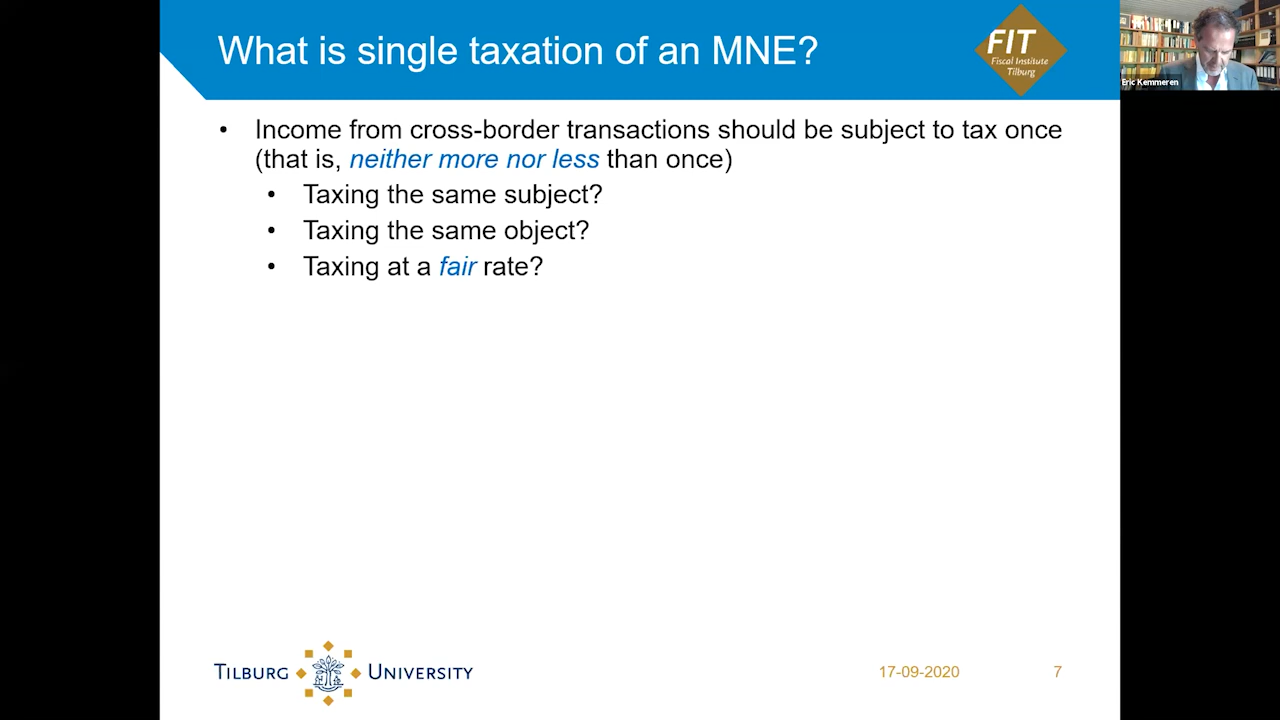 What is single taxation of an MNE?
FIT
Fiscal Institute
Tilburg
Eric Kemmeren
• Income from cross-border transactions should be subject to tax once
(that is, neither more nor less than once)
• Taxing the same subject?
• Taxing the same object?
• Taxing at a fair rate?
TILBURG UNIVERSITY
17-09-2020
7